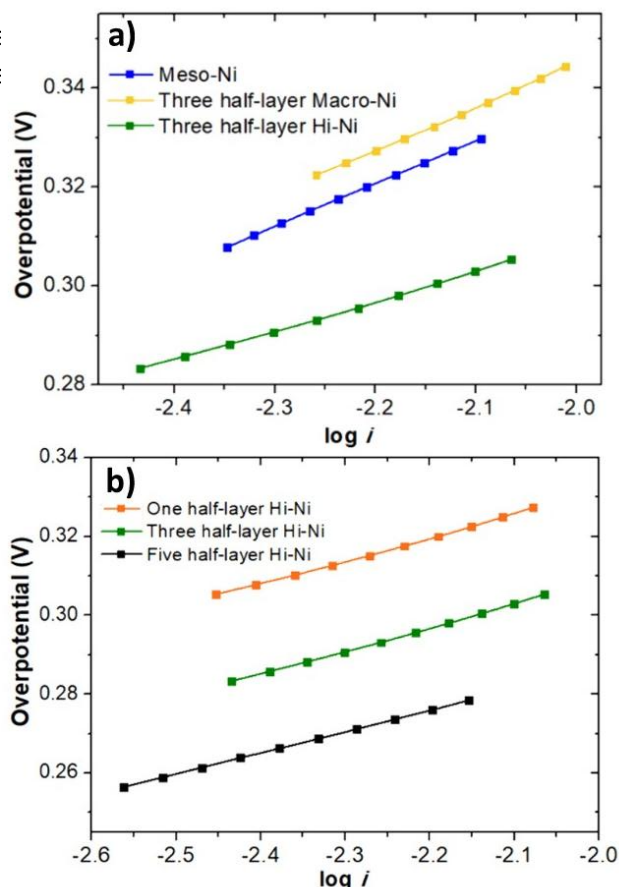 a)
Meso-Ni
Three half-layer Macro-Ni
Three half-layer Hi-Ni
Overpotential (V)
0.34
0.32
0.30
0.28
-2.4 -2.3 -2.2 -2.1 -2.0
log i
b)
One half-layer Hi-Ni
Three half-layer Hi-Ni
Five half-layer Hi-Ni
Overpotential (V)
0.34
0.32
0.30
0.28
0.26
-2.6 -2.5 -2.4 -2.3 -2.2 -2.1 -2.0
log i